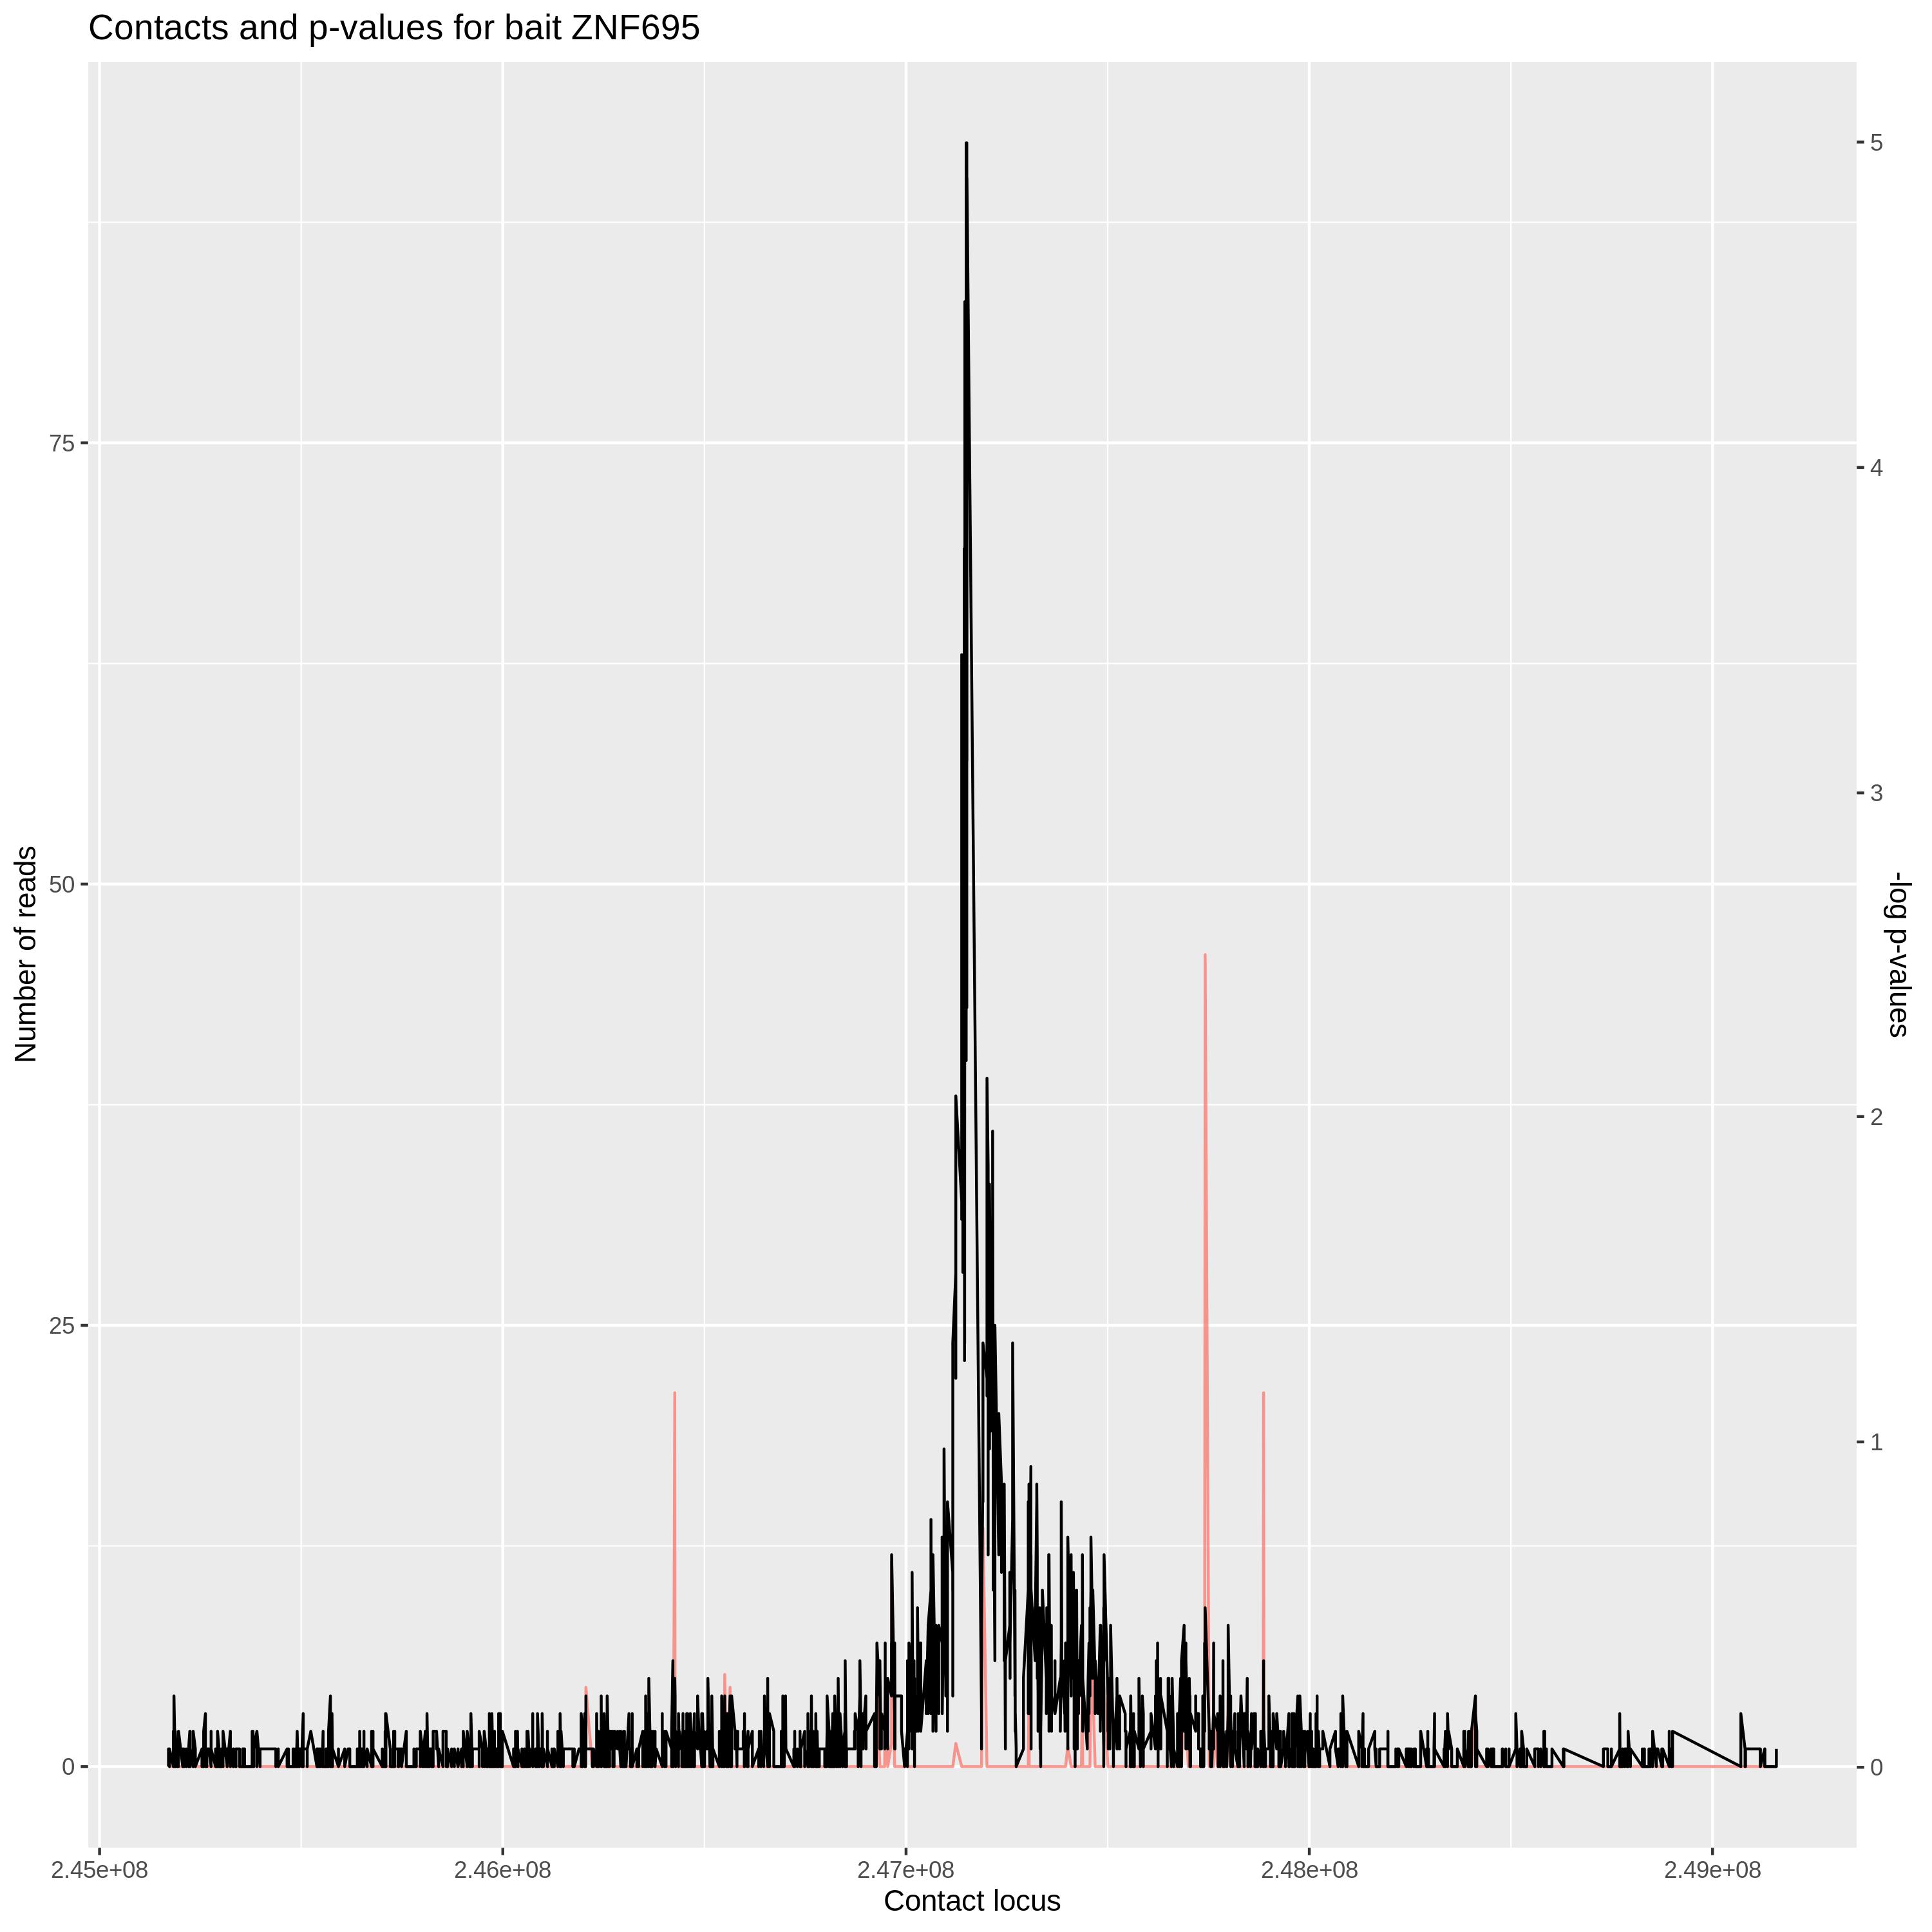 Contacts and p-values for bait ZNF695
75
50
25
0
Number of reads
5
4
3
2
1
0
-log p-values
2.45e+08
2.46e+08
2.47e+08
2.48e+08
2.49e+08
Contact locus